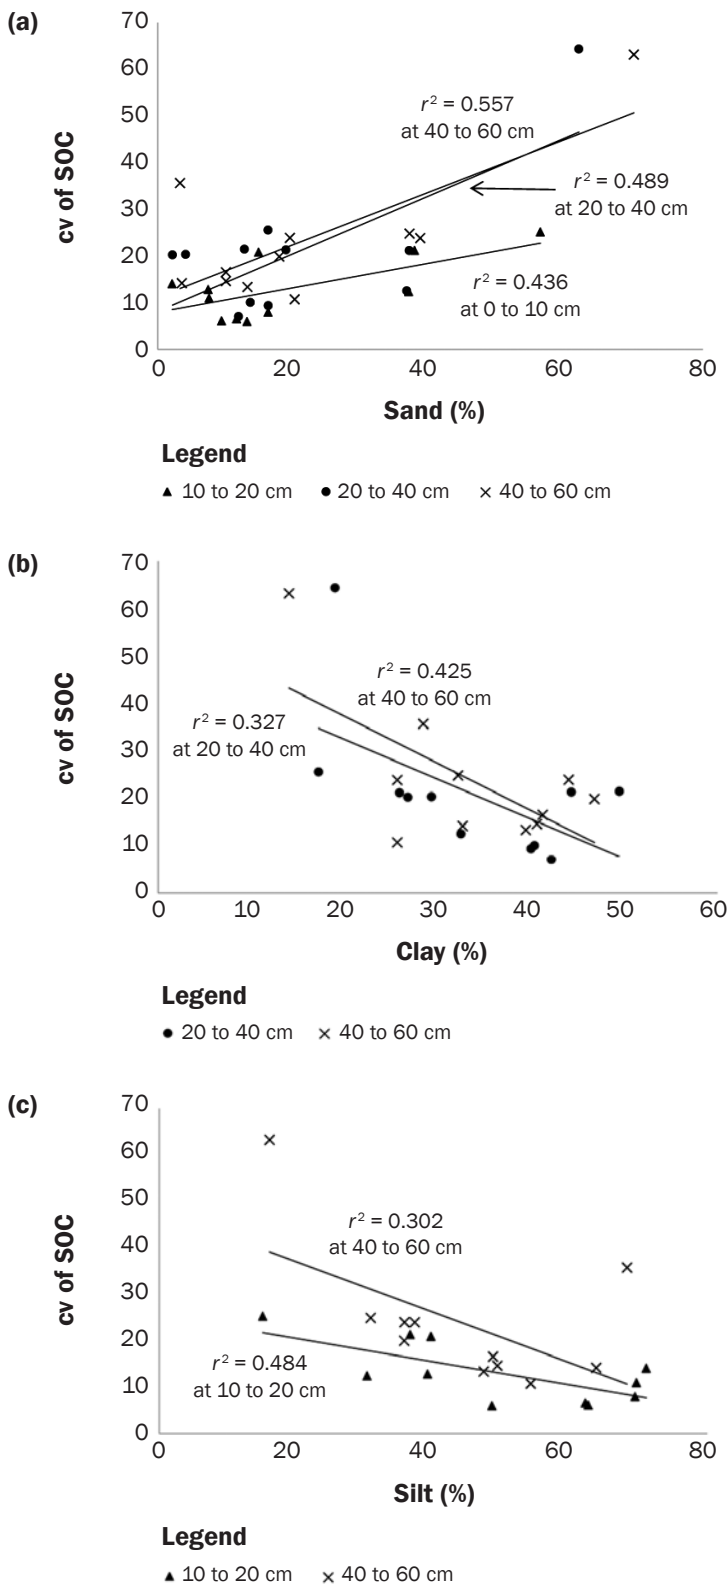 (a)
70
60
50
40
30
20
10
0
cv of SOC
r² = 0.557
at 40 to 60 cm
r² = 0.489
at 20 to 40 cm
r² = 0.436
at 0 to 10 cm
0 20 40 60 80
Sand (%)
Legend
10 to 20 cm 20 to 40 cm 40 to 60 cm
(b)
70
60
50
40
30
20
10
0
cv of SOC
r² = 0.425
at 40 to 60 cm
r² = 0.327
at 20 to 40 cm
0 10 20 30 40 50 60
Clay (%)
Legend
20 to 40 cm 40 to 60 cm
(c)
70
60
50
40
30
20
10
0
cv of SOC
r² = 0.302
at 40 to 60 cm
r² = 0.484
at 10 to 20 cm
0 20 40 60 80
Silt (%)
Legend
10 to 20 cm 40 to 60 cm